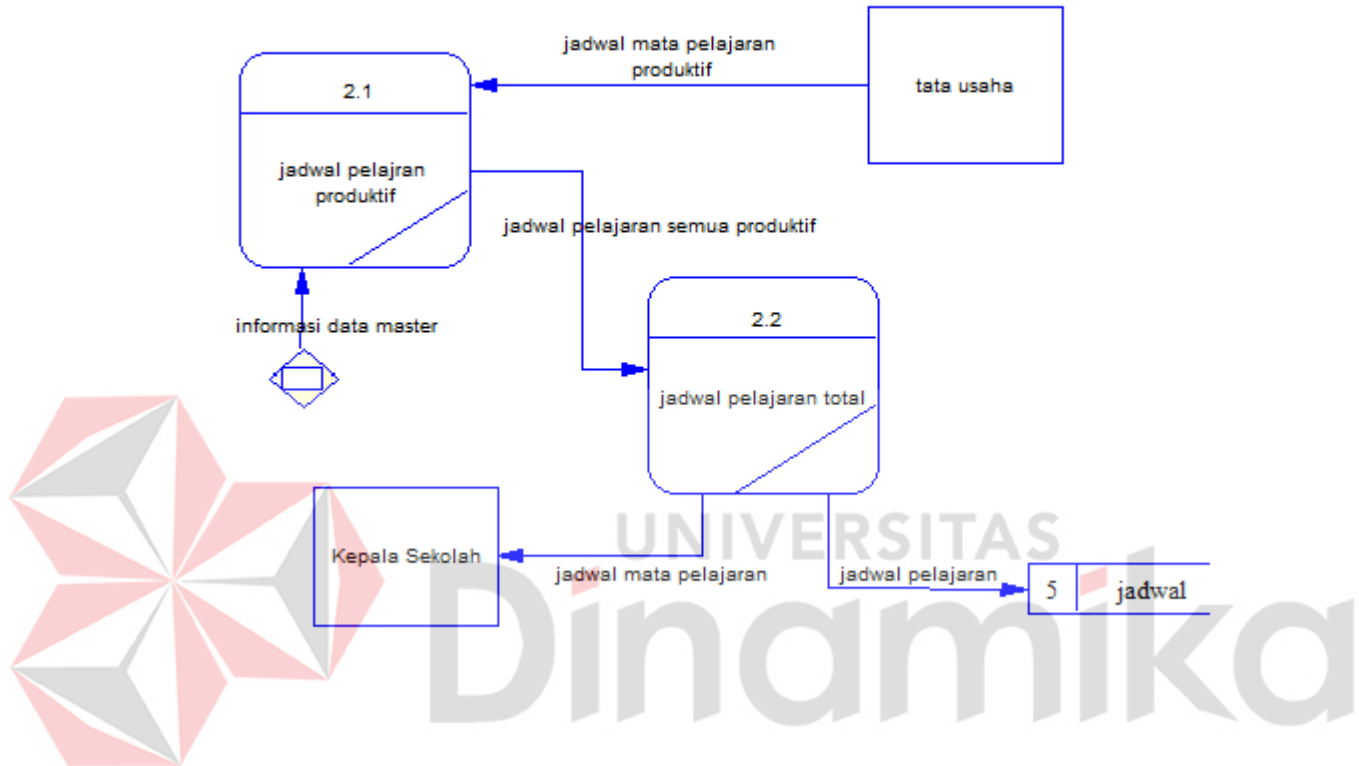 jadwal mata pelajaran
produktif
tata usaha
2.1
jadwal pelajran
produktif
jadwal pelajaran semua produktif
informasi data master
2.2
jadwal pelajaran total
Kepala Sekolah
jadwal mata pelajaran
jadwal pelajaran
5 jadwal
UNIVERSITAS
Dinamika